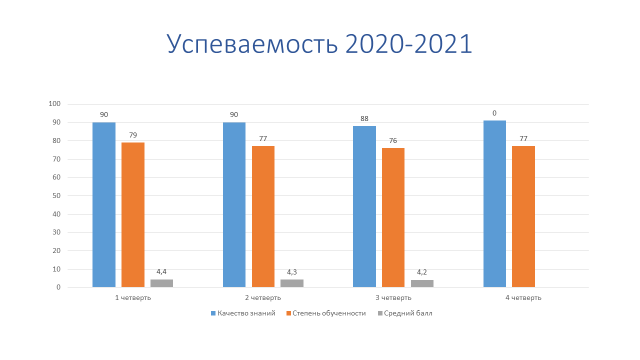 Успеваемость 2020-2021
100
90
80
70
60
50
40
30
20
10
0
90
79
4,4
90
77
4,3
88
76
4,2
0
77
1 четверть
2 четверть
3 четверть
4 четверть
Качество знаний
Степень обученности
Средний балл